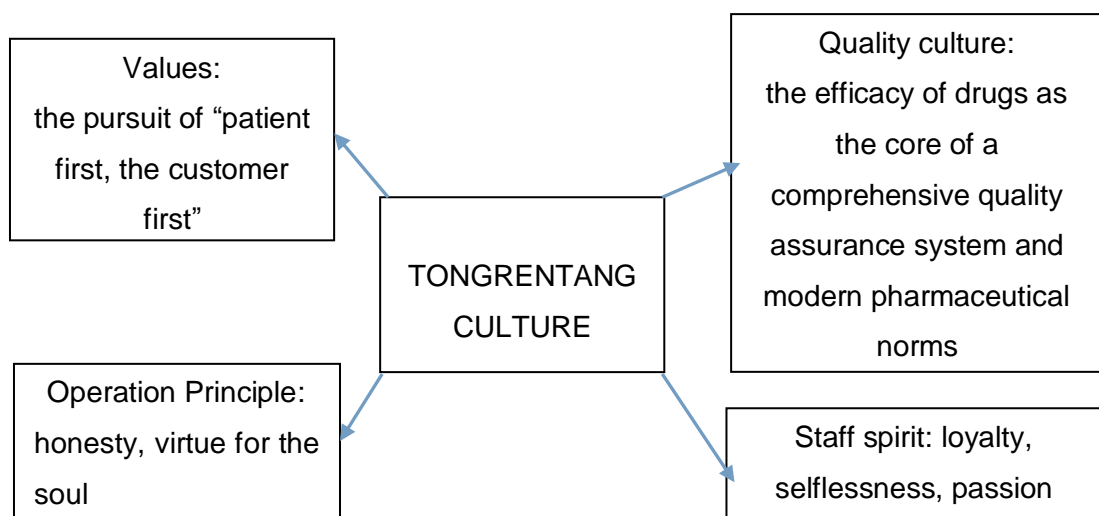 Values:
the pursuit of “patient
first, the customer
first”
Quality culture:
the efficacy of drugs as
the core of a
comprehensive quality
assurance system and
modern pharmaceutical
norms
TONGRENTANG
CULTURE
Operation Principle:
honesty, virtue for the
soul
Staff spirit: loyalty,
selflessness, passion